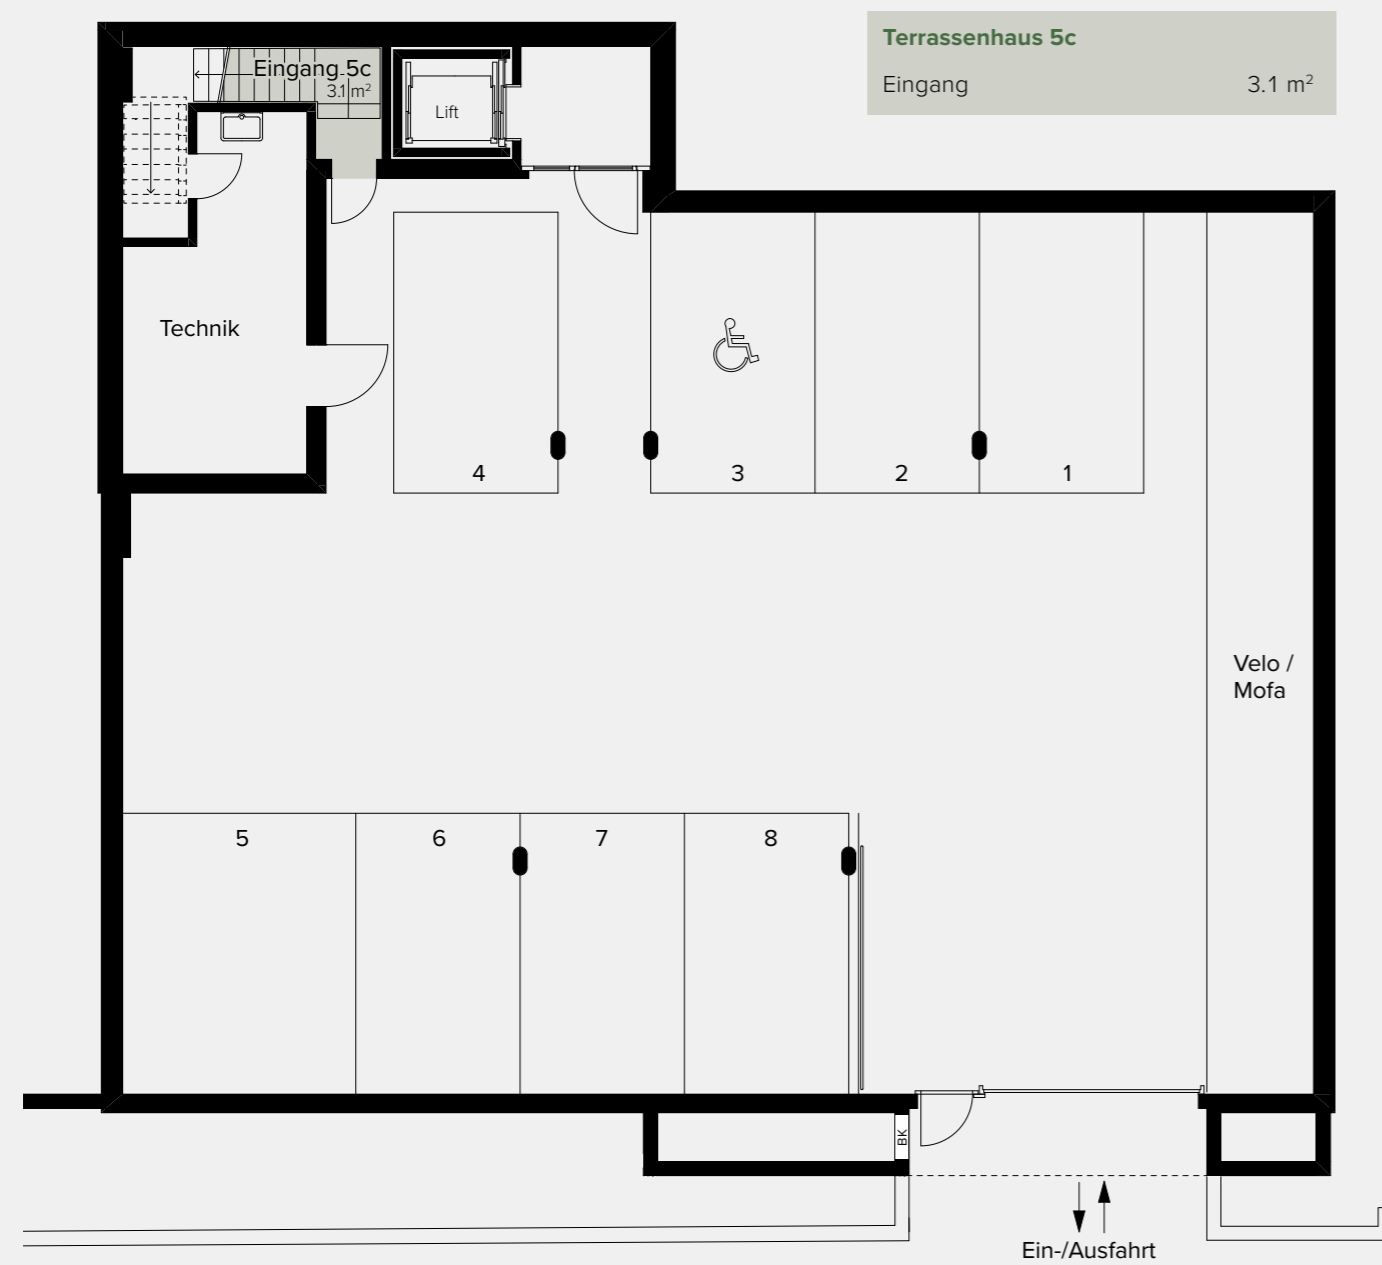 Terrassenhaus 5c
Eingang 3.1 m²
Eingang 5c
3.1 m²
Lift
Technik
4
3
2
1
Velo /
Mofa
5
6
7
8
BK
Ein-/Ausfahrt